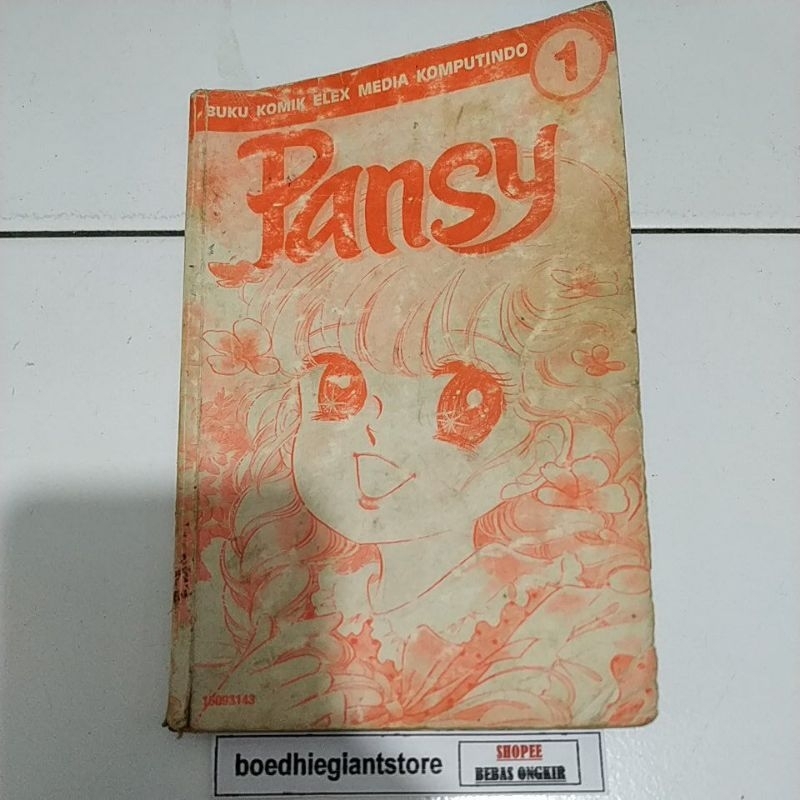 BUKU KOMIK ELEX MEDIA KOMPUTINDO
1
Pansy
15093143
boedhiegiantstore
SHOPEE
BEBAS ONGKIR